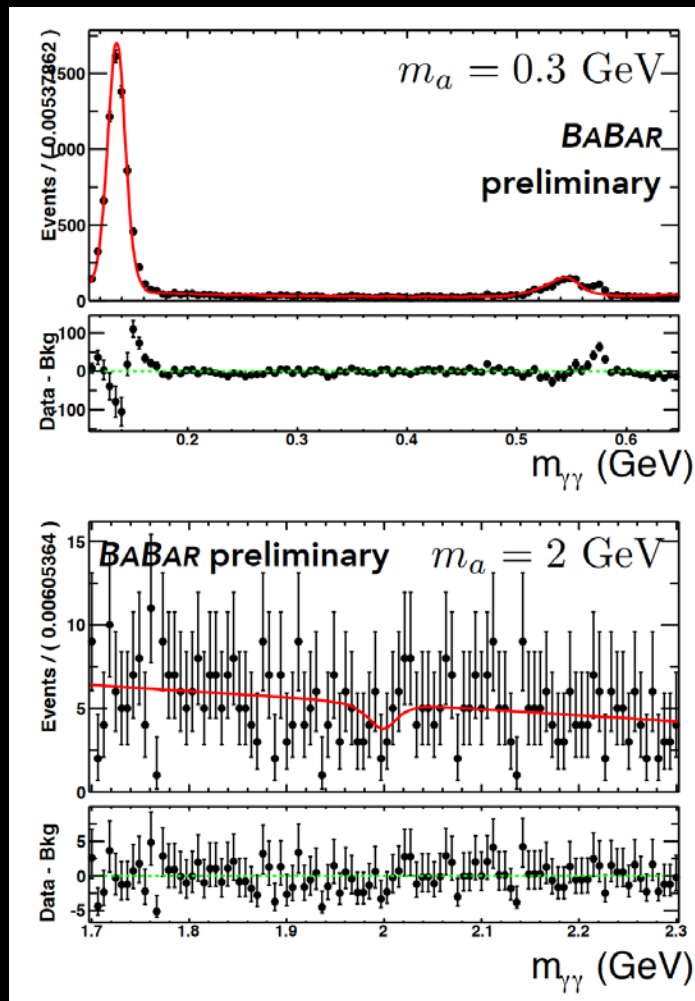 m_a = 0.3 GeV
BABAR
preliminary
Events / ( 0.00537862 )
1500
1000
500
0
Data - Bkg
100
0
-100
0.2 0.3 0.4 0.5 0.6
m_γγ (GeV)
BABAR preliminary m_a = 2 GeV
Events / ( 0.00605364 )
15
10
5
0
Data - Bkg
5
0
-5
1.7 1.8 1.9 2 2.1 2.2 2.3
m_γγ (GeV)